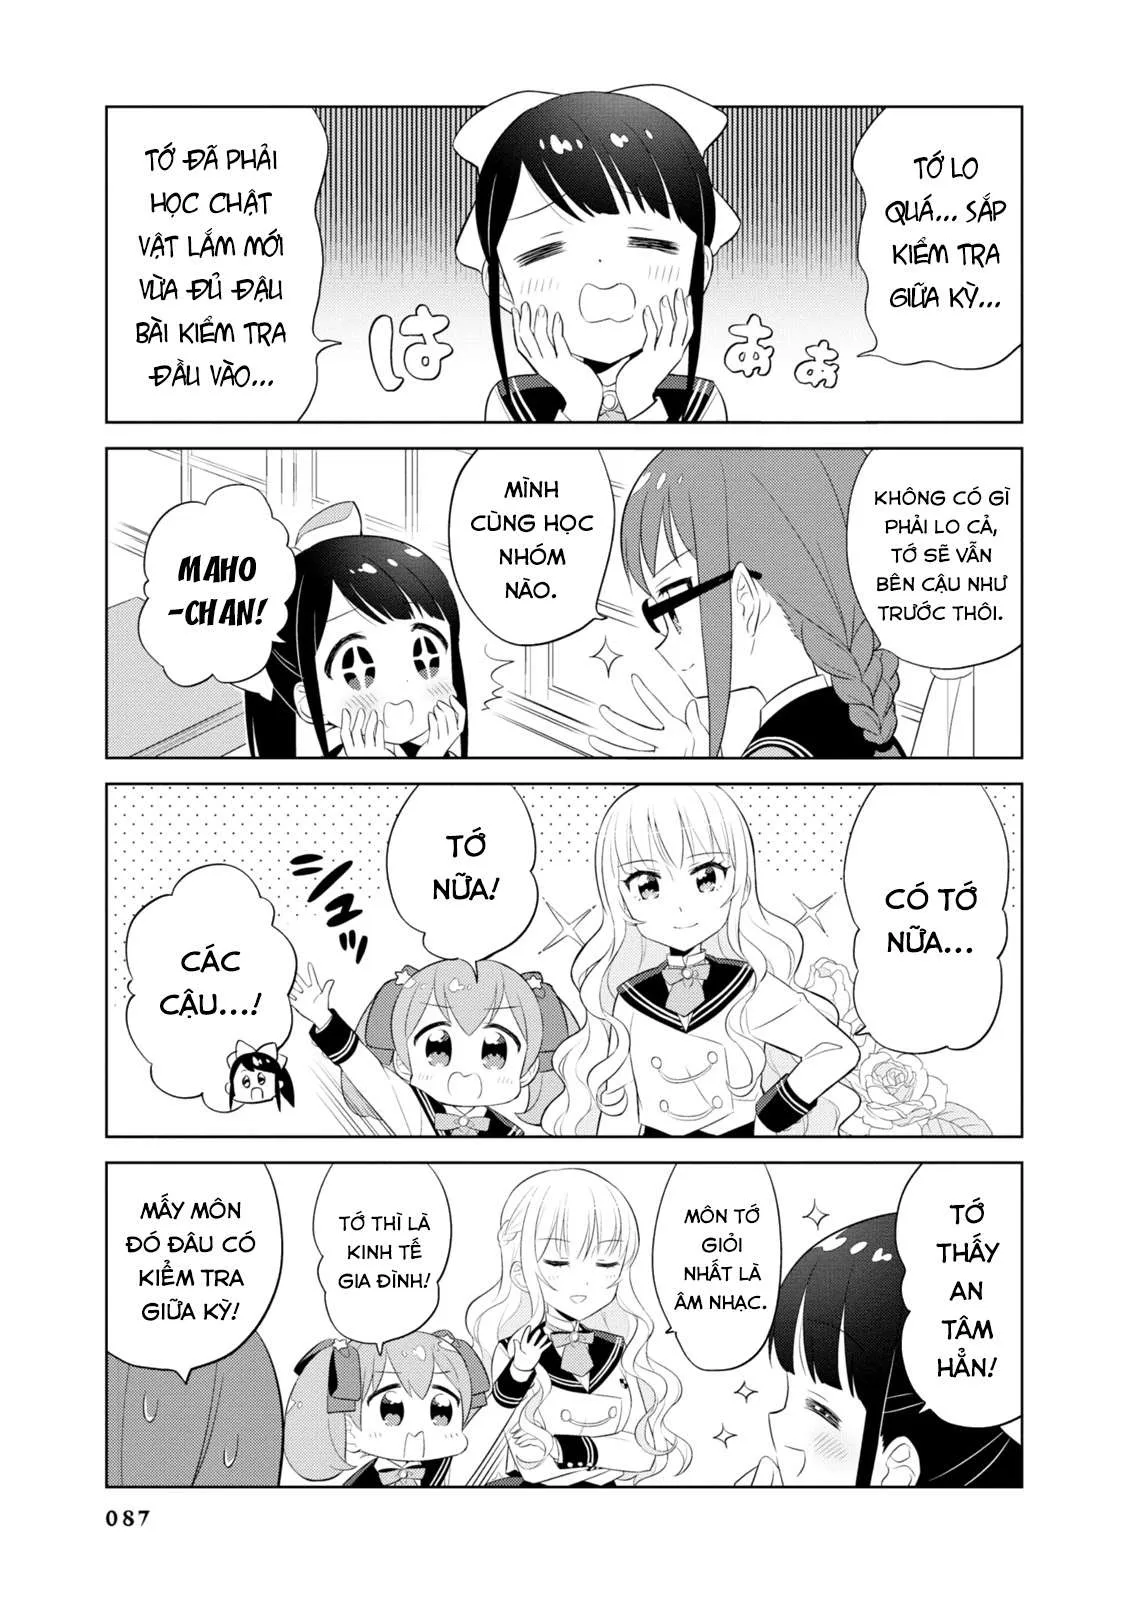 TỚ LO
QUÁ... SẮP
KIỂM TRA
GIỮA KỲ...
はぁぁ
TỚ ĐÃ PHẢI
HỌC CHẬT
VẬT LẮM MỚI
VỪA ĐỦ ĐẬU
BÀI KIỂM TRA
ĐẦU VÀO...
KHÔNG CÓ GÌ
PHẢI LO CẢ,
TỚ SẼ VẪN
BÊN CẬU NHƯ
TRƯỚC THÔI.
MÌNH
CÙNG HỌC
NHÓM
NÀO.
MAHO
-CHAN!
CÓ TỚ
NỮA...
TỚ
NỮA!
ニュッ
CÁC
CẬU...!
TỚ
THẤY
AN
TÂM
HẲN!
MÔN TỚ
GIỎI
NHẤT LÀ
ÂM NHẠC.
TỚ THÌ LÀ
KINH TẾ
GIA ĐÌNH!
MẤY MÔN
ĐÓ ĐÂU CÓ
KIỂM TRA
GIỮA KỲ!
087